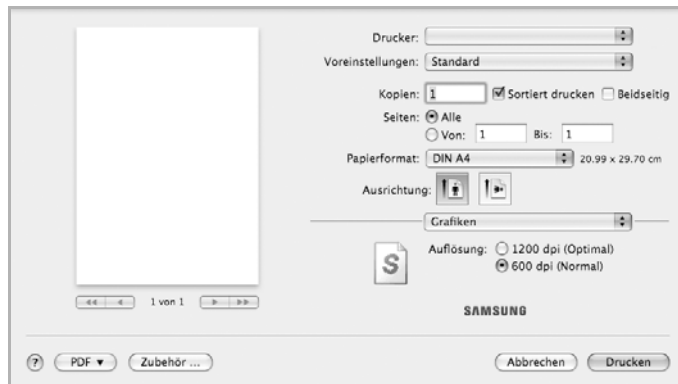 Drucker:
Voreinstellungen: Standard
Kopien: 1 Sortiert drucken Beidseitig
Seiten: Alle
Von: 1 Bis: 1
Papierformat: DIN A4 20.99 x 29.70 cm
Ausrichtung:
Grafiken
Auflösung: 1200 dpi (Optimal)
600 dpi (Normal)
S
1 von 1
SAMSUNG
? PDF Zubehör ... Abbrechen Drucken